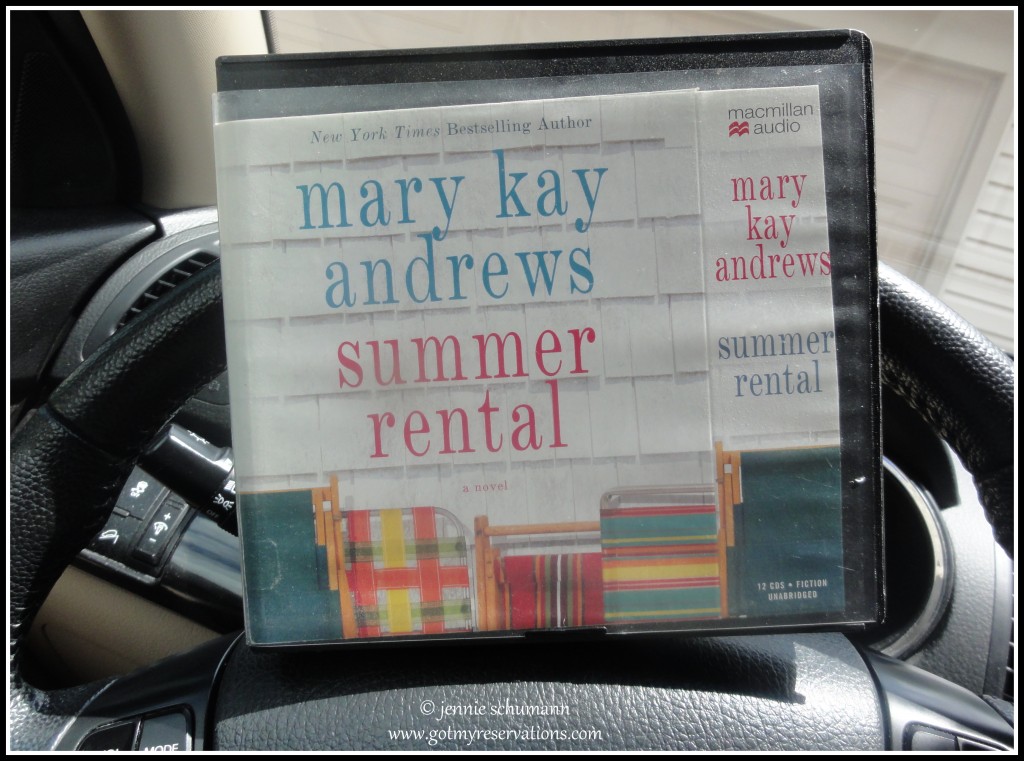 New York Times Bestselling Author
mary kay
andrews
summer
rental
a novel
macmillan
audio
mary
kay
andrews
summer
rental
12 CDS • FICTION
UNABRIDGED
MODE
© jennie schumann
www.gotmyreservations.com